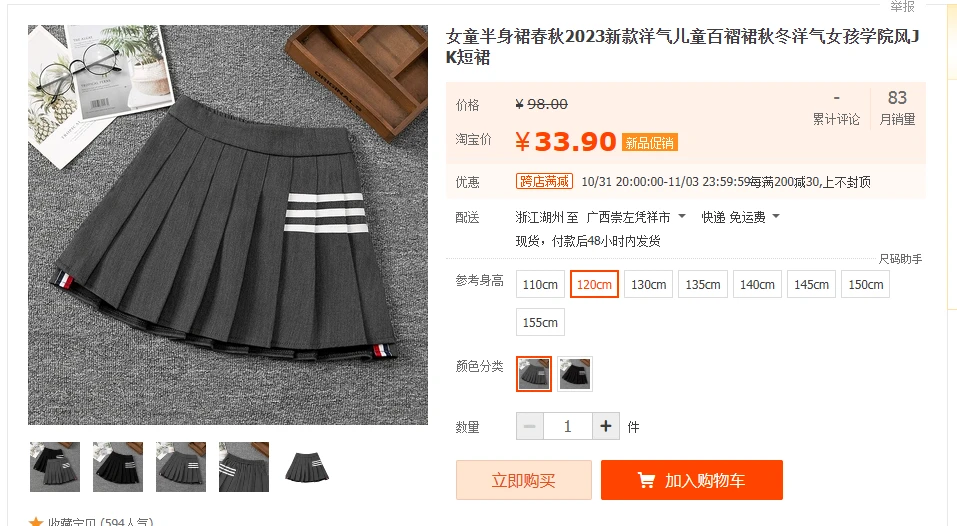 举报
女童半身裙春秋2023新款洋气儿童百褶裙秋冬洋气女孩学院风J
K短裙
价格
¥ 98.00
-
累计评论
83
月销量
淘宝价
¥ 33.90 新品促销
优惠
跨店满减 10/31 20:00:00-11/03 23:59:59每满200减30,上不封顶
配送
浙江湖州 至 广西崇左凭祥市 快递 免运费
现货，付款后48小时内发货
尺码助手
参考身高
110cm 120cm 130cm 135cm 140cm 145cm 150cm
155cm
颜色分类
数量
− 1 + 件
立即购买 加入购物车
收藏宝贝 (594人气)